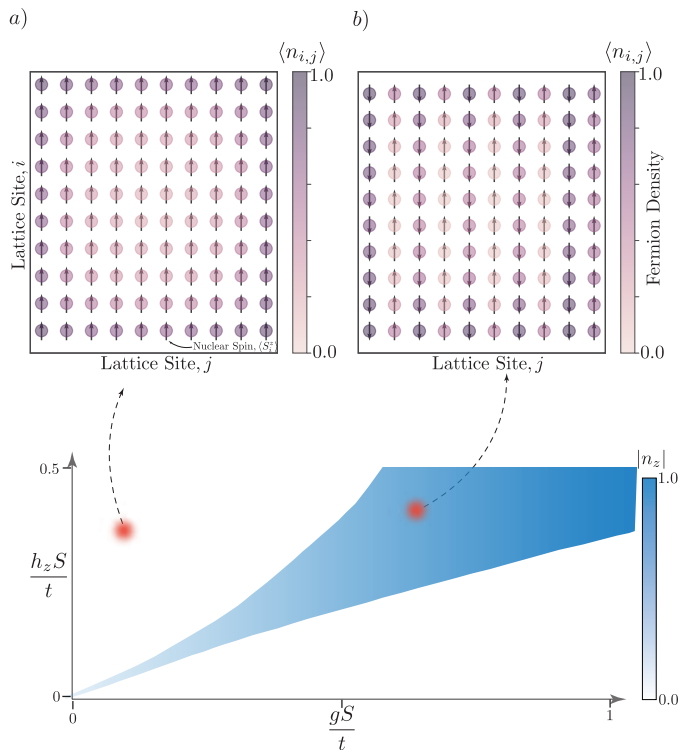 a)
b)
⟨n_{i,j}⟩
1.0
0.0
Lattice Site, i
Nuclear Spin, ⟨S_i^z⟩
Lattice Site, j
⟨n_{i,j}⟩
1.0
Fermion Density
0.0
Lattice Site, j
|n_z|
1.0
0.0
0.5
h_zS/t
0
0
gS/t
1